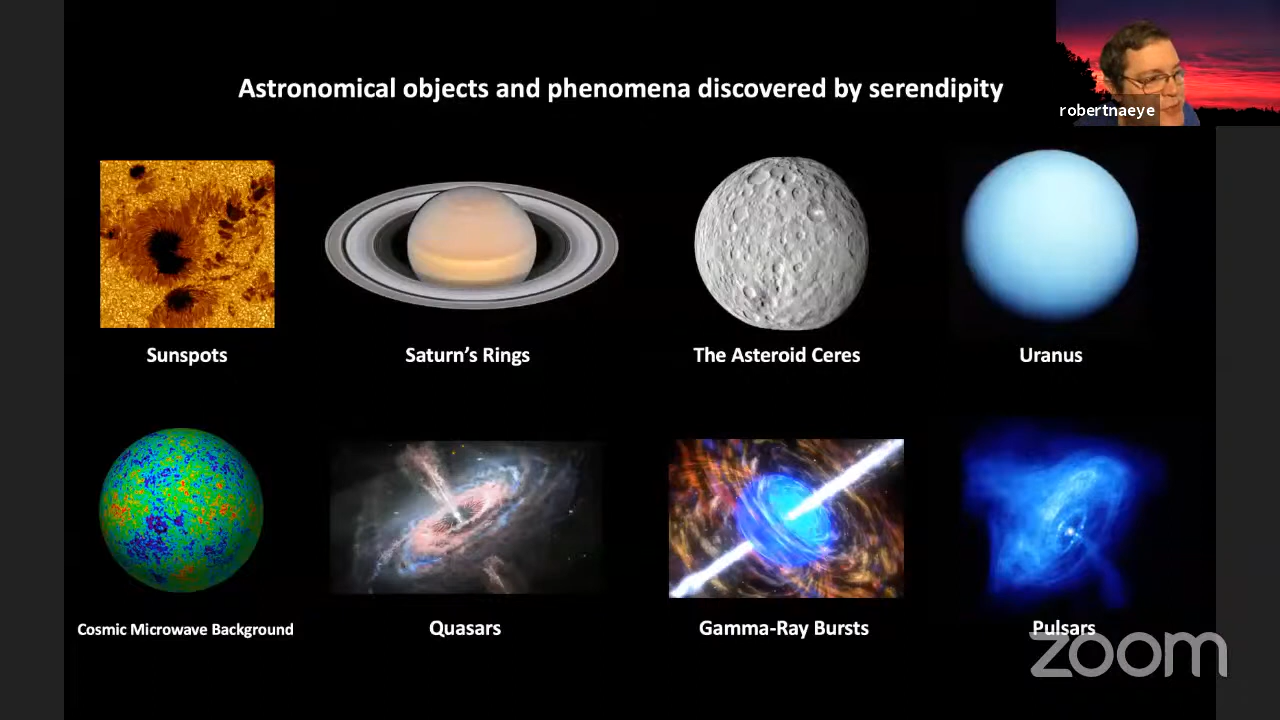 Astronomical objects and phenomena discovered by serendipity
robertnaeye
Sunspots
Saturn's Rings
The Asteroid Ceres
Uranus
Cosmic Microwave Background
Quasars
Gamma-Ray Bursts
Pulsars
zoom